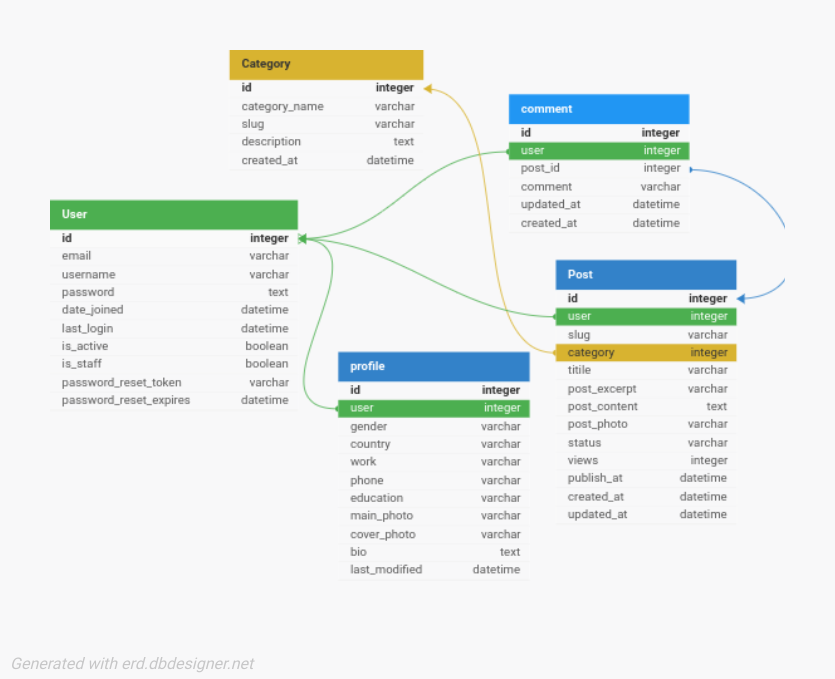 Category
id integer
category_name varchar
slug varchar
description text
created_at datetime
comment
id integer
user integer
post_id integer
comment varchar
updated_at datetime
created_at datetime
User
id integer
email varchar
username varchar
password text
date_joined datetime
last_login datetime
is_active boolean
is_staff boolean
password_reset_token varchar
password_reset_expires datetime
Post
id integer
user integer
slug varchar
category integer
titile varchar
post_excerpt varchar
post_content text
post_photo varchar
status varchar
views integer
publish_at datetime
created_at datetime
updated_at datetime
profile
id integer
user integer
gender varchar
country varchar
work varchar
phone varchar
education varchar
main_photo varchar
cover_photo varchar
bio text
last_modified datetime
Generated with erd.dbdesigner.net